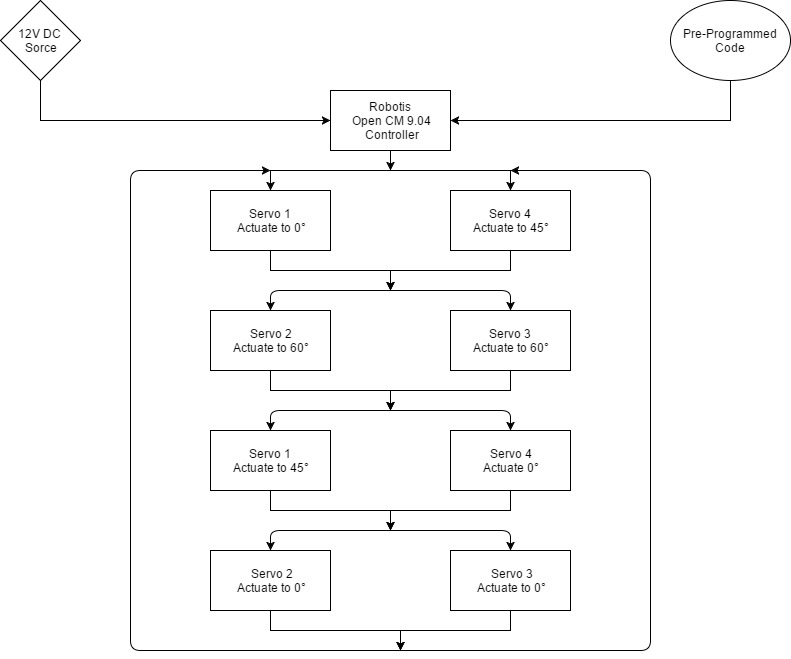 12V DC
Sorce
Pre-Programmed
Code
Robotis
Open CM 9.04
Controller
Servo 1
Actuate to 0°
Servo 4
Actuate to 45°
Servo 2
Actuate to 60°
Servo 3
Actuate to 60°
Servo 1
Actuate to 45°
Servo 4
Actuate 0°
Servo 2
Actuate to 0°
Servo 3
Actuate to 0°